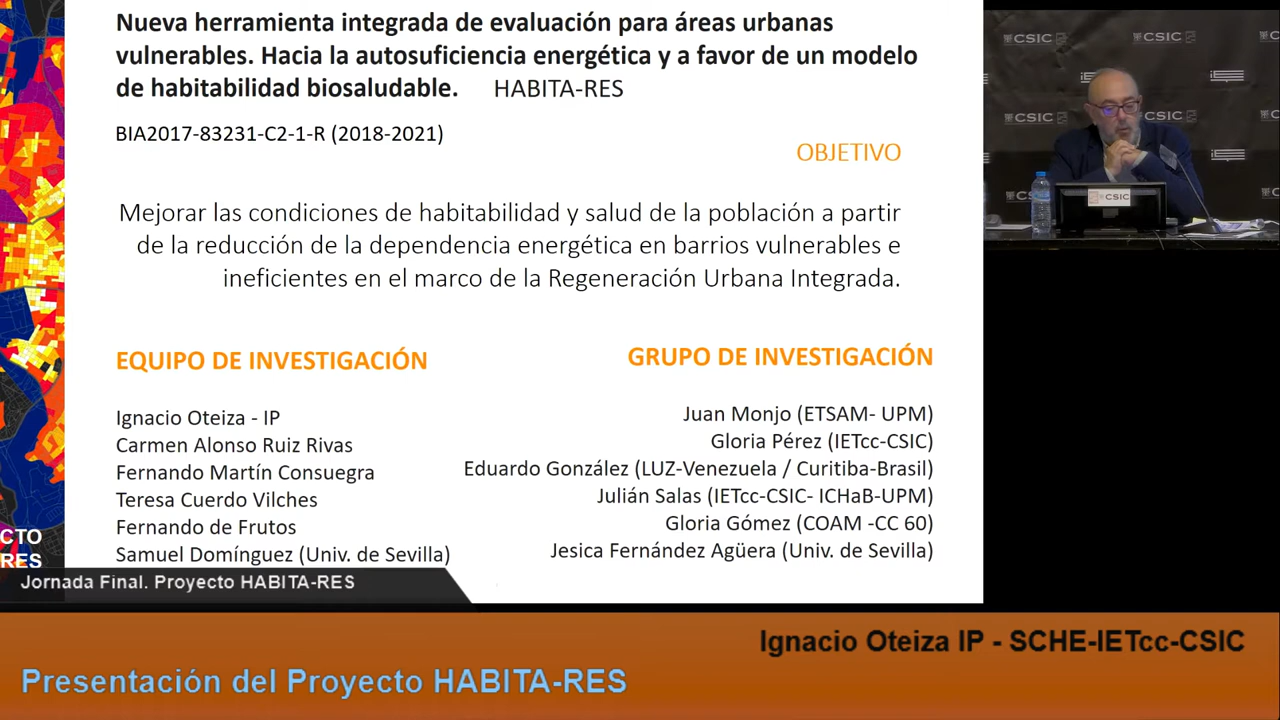 Nueva herramienta integrada de evaluación para áreas urbanas
vulnerables. Hacia la autosuficiencia energética y a favor de un modelo
de habitabilidad biosaludable. HABITA-RES
BIA2017-83231-C2-1-R (2018-2021)
OBJETIVO
Mejorar las condiciones de habitabilidad y salud de la población a partir
de la reducción de la dependencia energética en barrios vulnerables e
ineficientes en el marco de la Regeneración Urbana Integrada.
EQUIPO DE INVESTIGACIÓN
Ignacio Oteiza - IP
Carmen Alonso Ruiz Rivas
Fernando Martín Consuegra
Teresa Cuerdo Vilches
Fernando de Frutos
Samuel Domínguez (Univ. de Sevilla)
GRUPO DE INVESTIGACIÓN
Juan Monjo (ETSAM- UPM)
Gloria Pérez (IETcc-CSIC)
Eduardo González (LUZ-Venezuela / Curitiba-Brasil)
Julián Salas (IETcc-CSIC- ICHaB-UPM)
Gloria Gómez (COAM -CC 60)
Jesica Fernández Agüera (Univ. de Sevilla)
CTO
RES
CSIC
CSIC
CSIC
CSIC
CSIC
CSIC
Jornada Final. Proyecto HABITA-RES
Ignacio Oteiza IP - SCHE-IETcc-CSIC
Presentación del Proyecto HABITA-RES